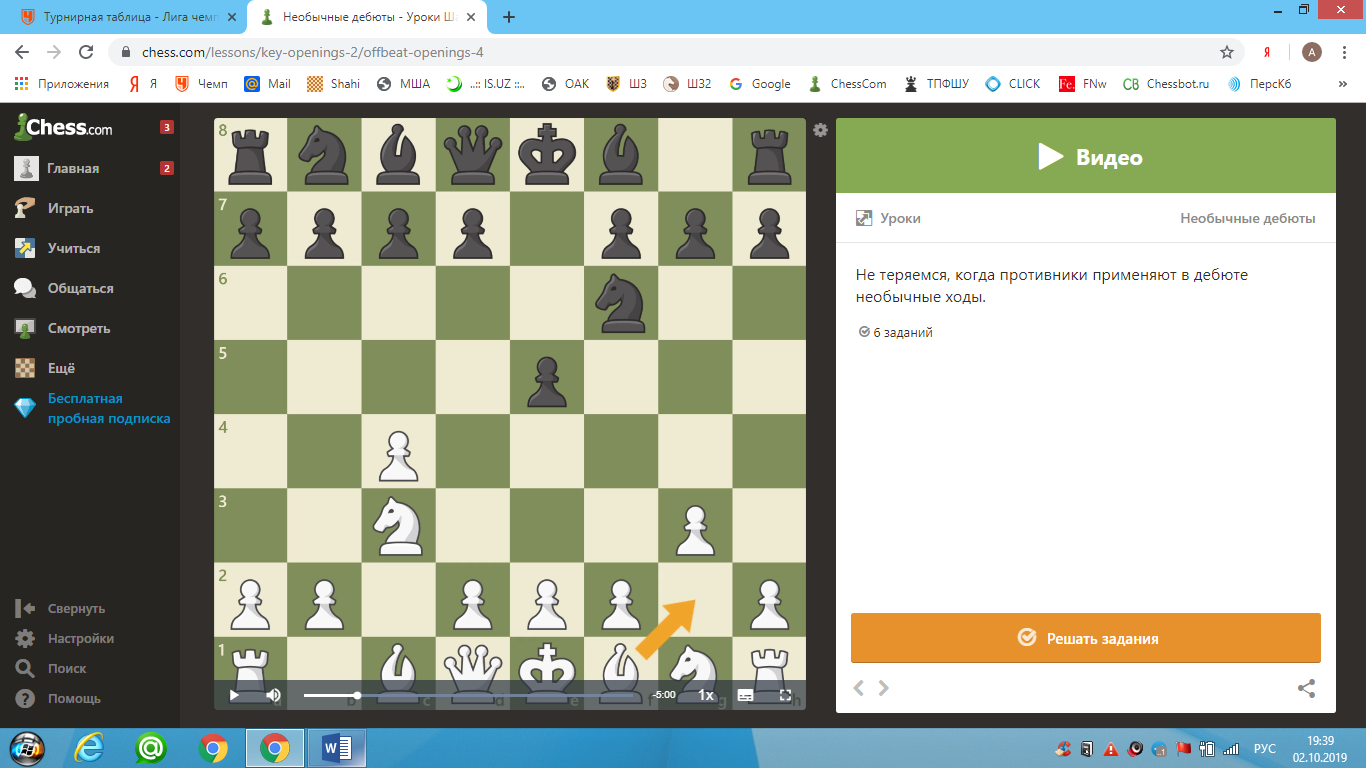 Турнирная таблица - Лига чемп
Необычные дебюты - Уроки Ш
chess.com/lessons/key-openings-2/offbeat-openings-4
Я
A
Приложения
Я Я
Ч Чемп
Mail
Shahi
МША
..:: IS.UZ ::..
ОАК
ШЗ
Ш32
Google
ChessCom
ТПФШУ
CLICK
Fc. FNw
СВ Chessbot.ru
ПерсКб
»
Chess.com
3
Главная
2
Играть
Учиться
Общаться
Смотреть
Ещё
Бесплатная
пробная подписка
Свернуть
Настройки
Поиск
Помощь
8
7
6
5
4
3
2
1
a b c d e f g h
-5:00
1x
Видео
Уроки
Необычные дебюты
Не теряемся, когда противники применяют в дебюте
необычные ходы.
6 заданий
Решать задания
РУС
19:39
02.10.2019